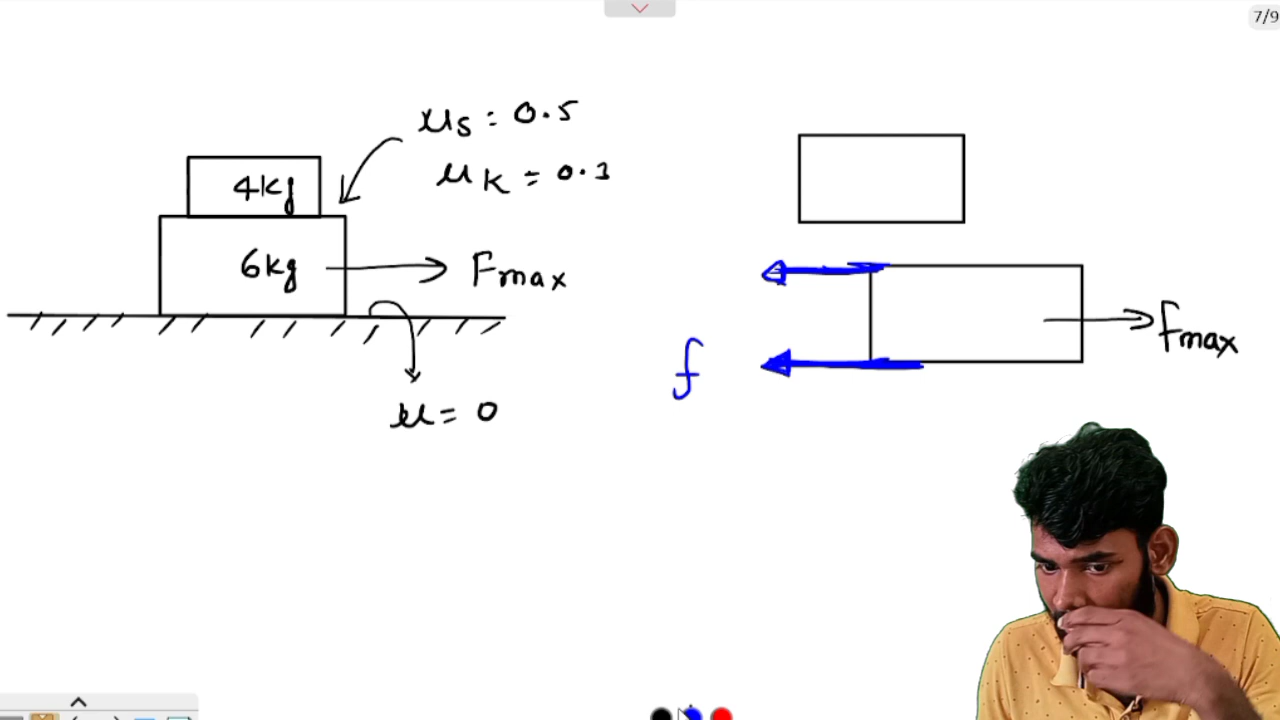 7/9
μs = 0.5
μK = 0.3
4kg
6kg
Fmax
μ = 0
Fmax
f